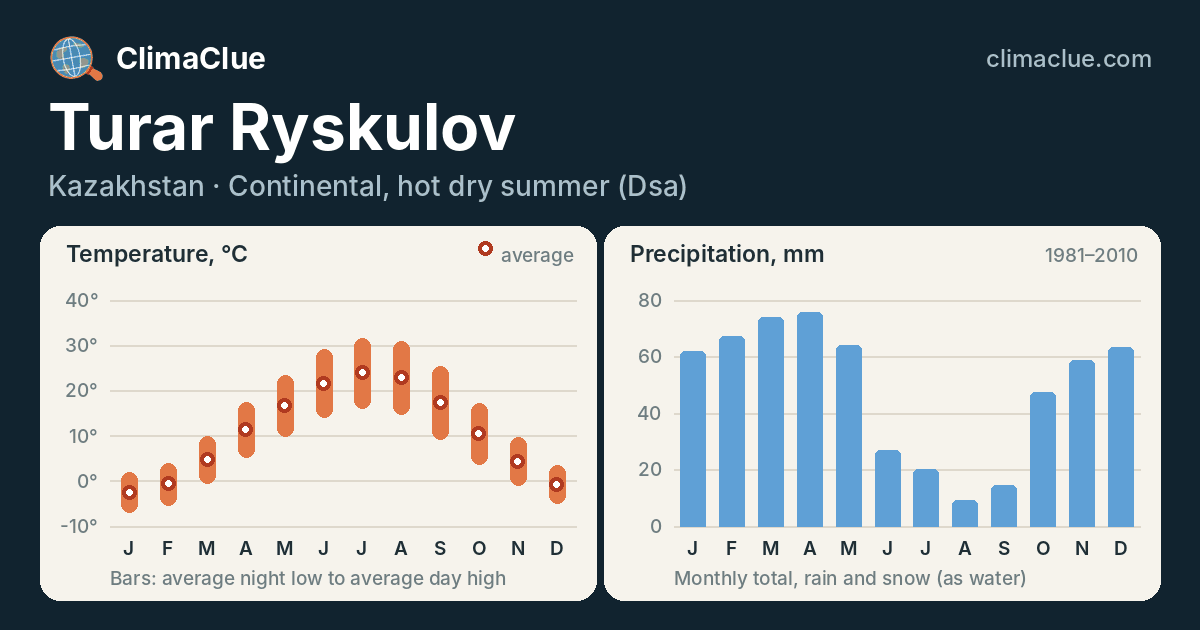 ClimaClue
climaclue.com
Turar Ryskulov
Kazakhstan · Continental, hot dry summer (Dsa)
Temperature, °C
average
40°
30°
20°
10°
0°
-10°
J F M A M J J A S O N D
Bars: average night low to average day high
Precipitation, mm
1981–2010
80
60
40
20
0
J F M A M J J A S O N D
Monthly total, rain and snow (as water)